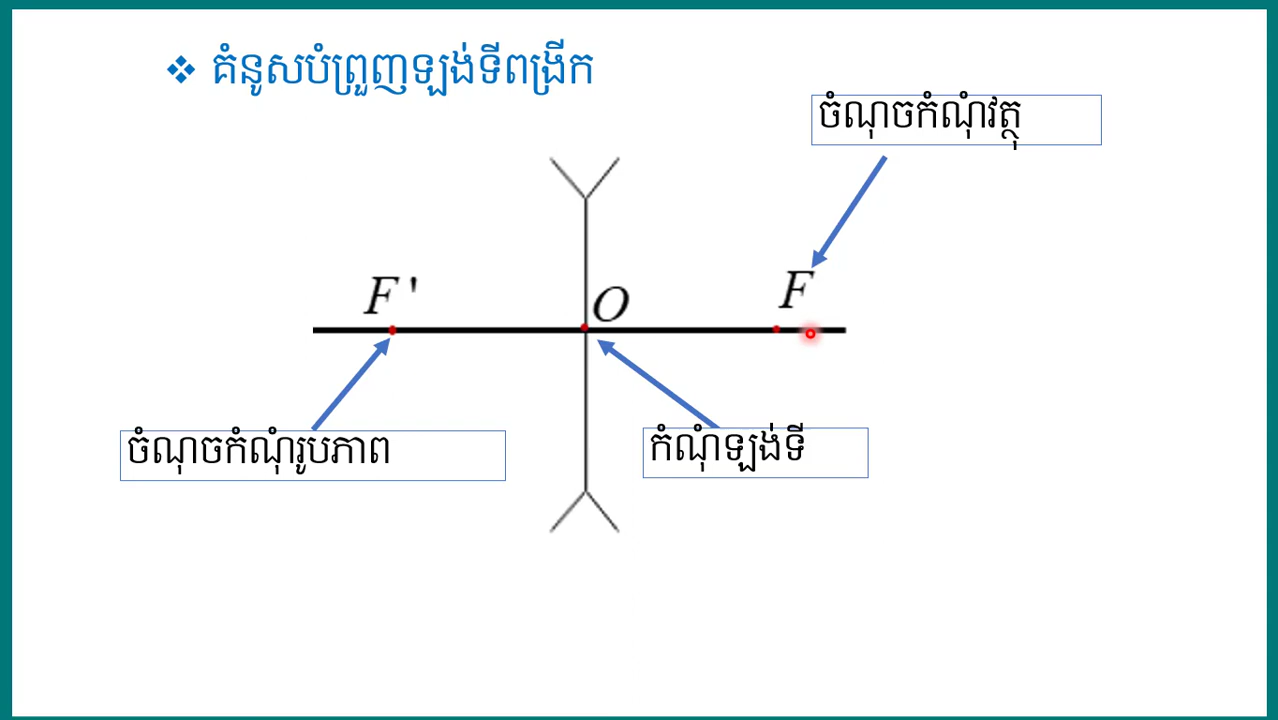 ❖ គំនូសបំព្រួញឡង់ទីពង្រីក
ចំណុចកំណុំវត្ថុ
F'
O
F
ចំណុចកំណុំរូបភាព
កំណុំឡង់ទី